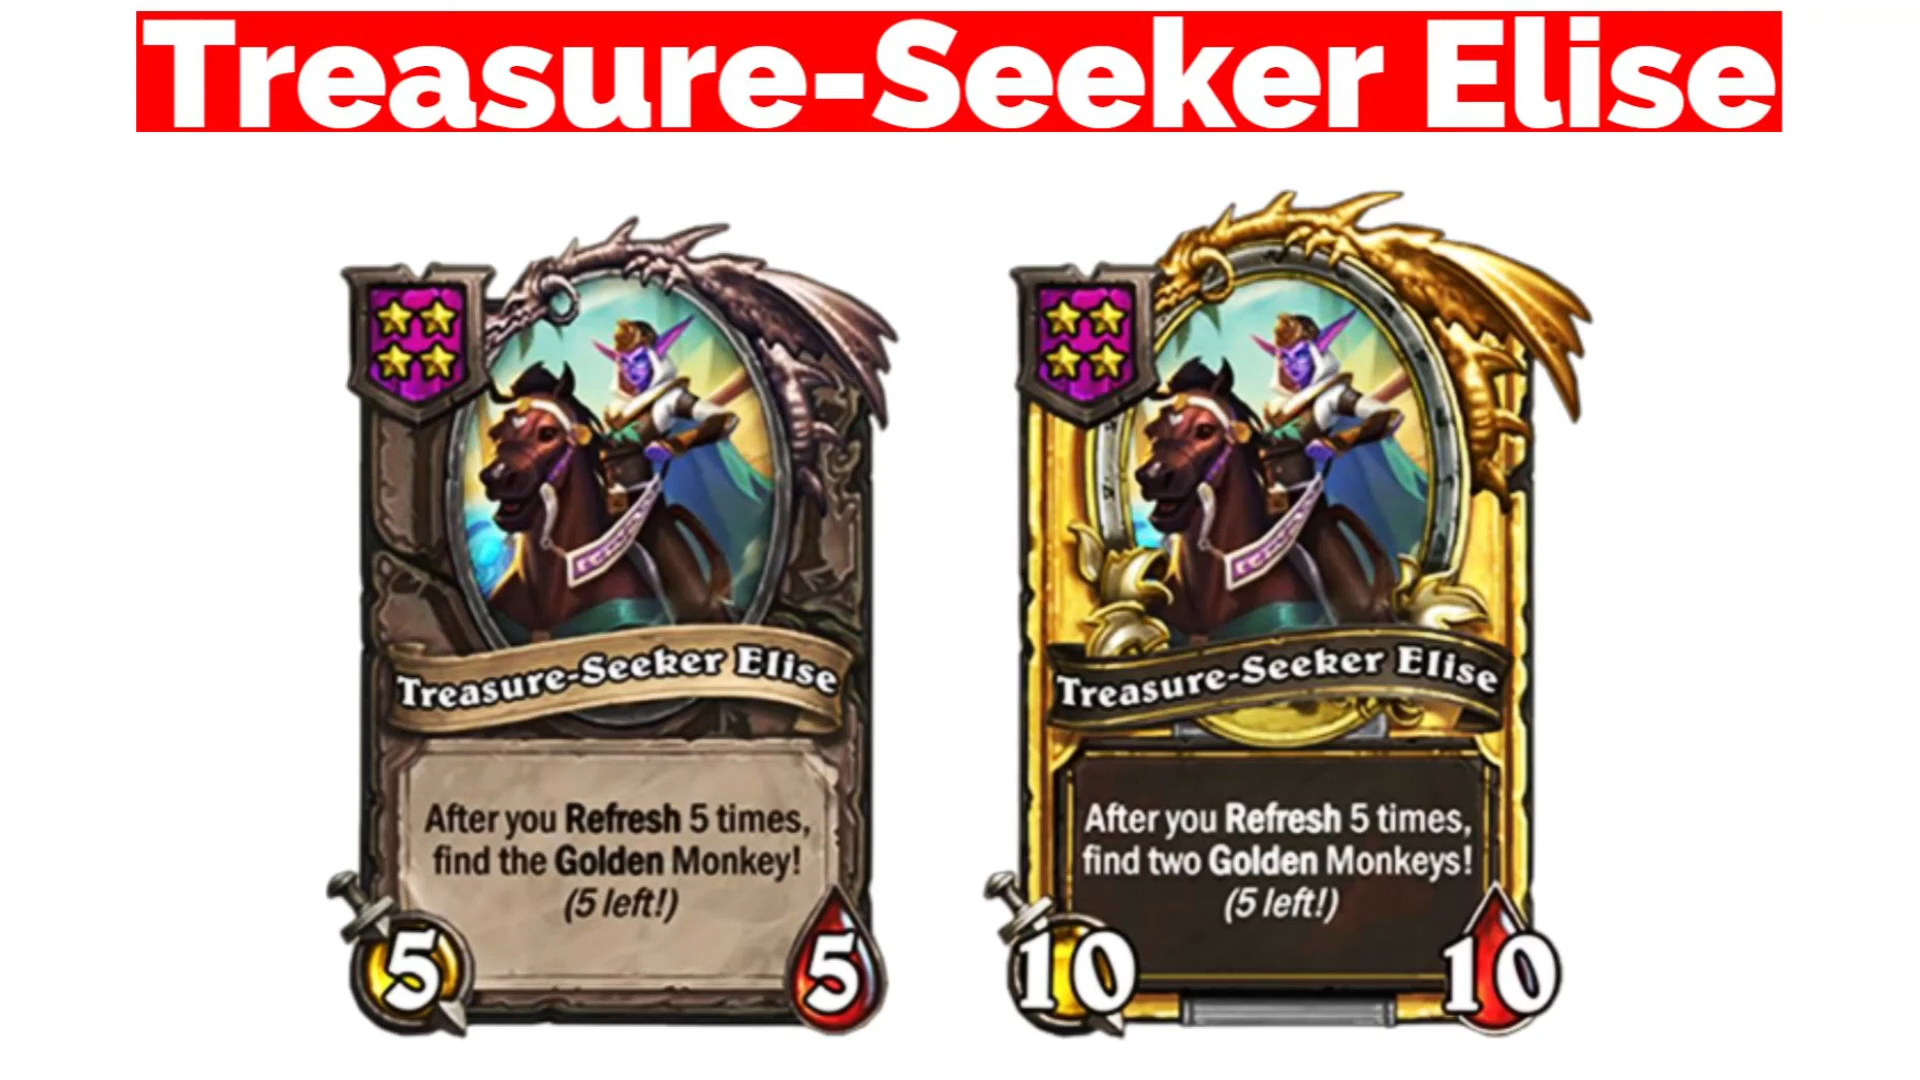 Treasure-Seeker Elise
Treasure-Seeker Elise
After you Refresh 5 times,
find the Golden Monkey!
(5 left!)
5
5
Treasure-Seeker Elise
After you Refresh 5 times,
find two Golden Monkeys!
(5 left!)
10
10